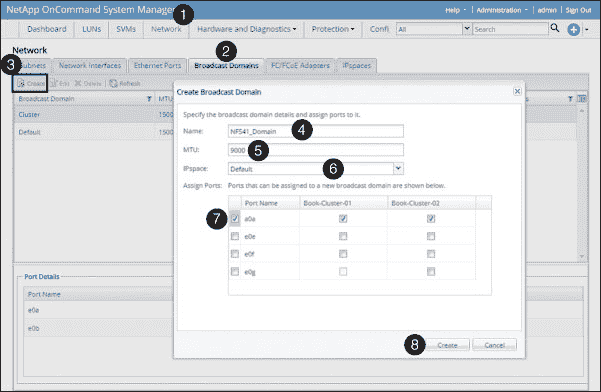 NetApp OnCommand System Manage
Help Administration admin Sign Out
1
Dashboard LUNs SVMs Network Hardware and Diagnostics Protection Confi All Search
Network
2
3
Subnets Network Interfaces Ethernet Ports Broadcast Domains FC/FCoE Adapters IPspaces
Create Edit Delete Refresh
Broadcast Domain MTU
Cluster 1500
Default 1500
Create Broadcast Domain
Specify the broadcast domain details and assign ports to it.
Name: NFS41_Domain 4
MTU: 9000 5
IPspace: Default 6
Assign Ports: Ports that can be assigned to a new broadcast domain are shown below.
Port Name Book-Cluster-01 Book-Cluster-02
7 a0a
e0e
e0f
e0g
8 Create Cancel
Port Details
Port Name
e0a
e0b